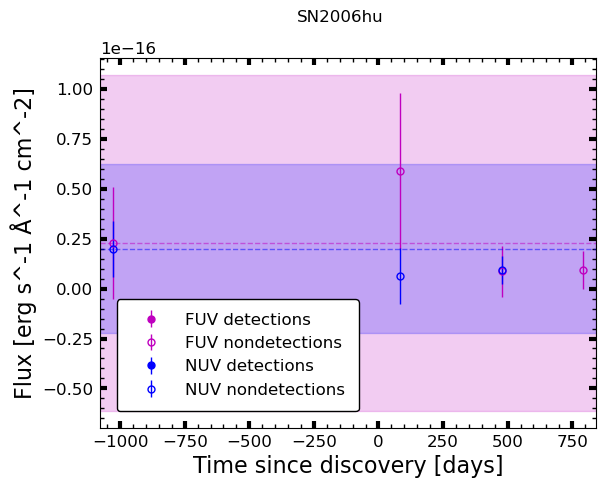 SN2006hu
1e−16
1.00
0.75
0.50
0.25
0.00
−0.25
−0.50
Flux [erg s^-1 Å^-1 cm^-2]
FUV detections
FUV nondetections
NUV detections
NUV nondetections
−1000 −750 −500 −250 0 250 500 750
Time since discovery [days]